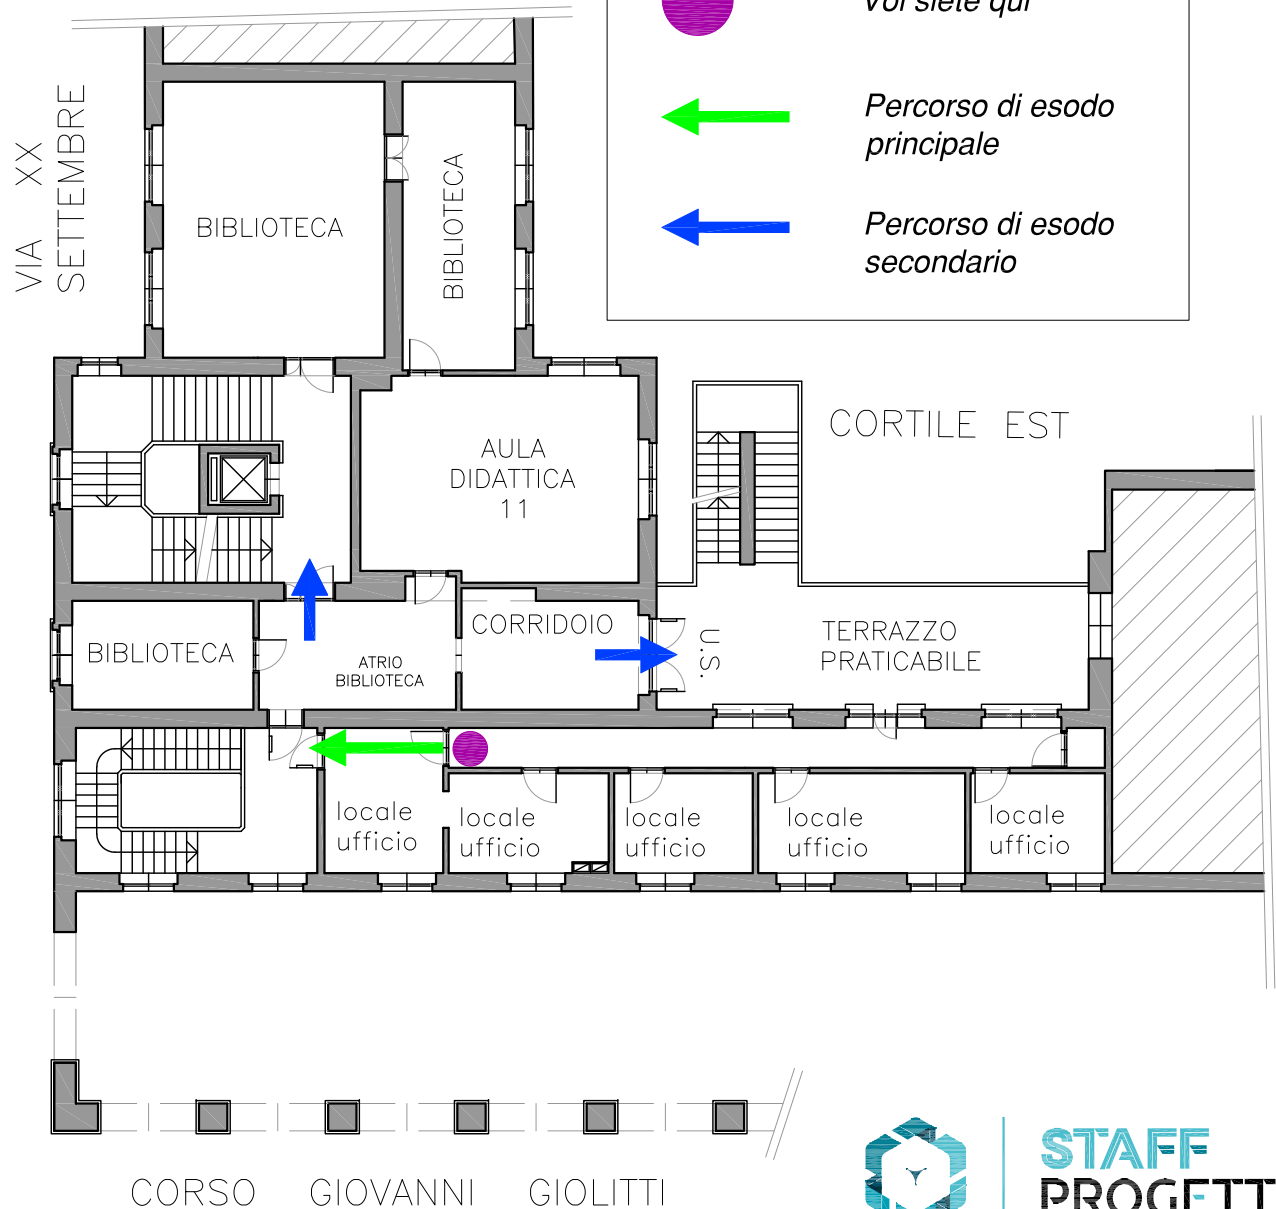 Voi siete qui
Percorso di esodo
principale
Percorso di esodo
secondario
VIA XX
SETTEMBRE
BIBLIOTECA
BIBLIOTECA
CORTILE EST
AULA
DIDATTICA
11
CORRIDOIO
U.S.
TERRAZZO
PRATICABILE
BIBLIOTECA
ATRIO
BIBLIOTECA
locale
ufficio
locale
ufficio
locale
ufficio
locale
ufficio
locale
ufficio
CORSO GIOVANNI GIOLITTI
STAFF
PROGETT